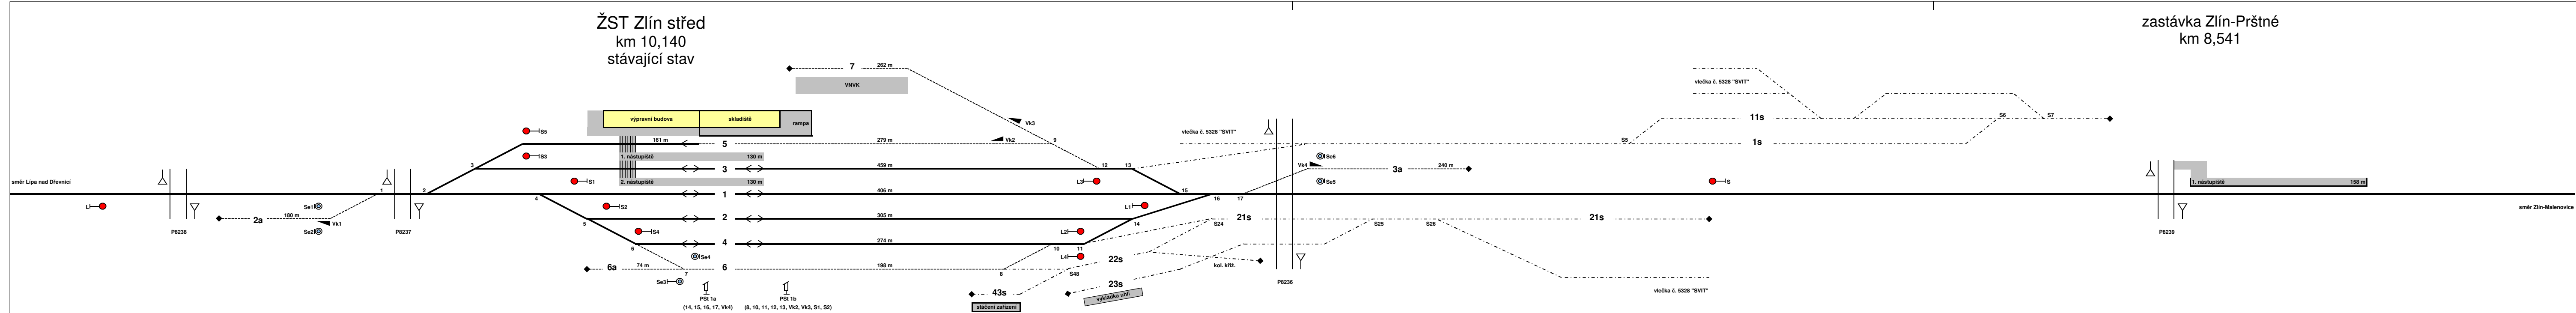 ŽST Zlín střed
km 10,140
stávající stav
zastávka Zlín-Prštné
km 8,541
7
262 m
VNVK
vlečka č. 5328 "SVIT"
výpravní budova
skladiště
rampa
Vk3
11s
S6
S7
S5
161 m
5
279 m
Vk2
9
vlečka č. 5328 "SVIT"
S5
1s
S3
1. nástupiště
130 m
Se6
3
3
459 m
12
13
Vk4
3a
240 m
směr Lípa nad Dřevnicí
S1
2. nástupiště
130 m
L3
Se5
S
1. nástupiště
158 m
1
2
4
1
406 m
15
16
17
L
Se1
S2
L1
směr Zlín-Malenovice
2a
180 m
Vk1
5
2
305 m
14
21s
S24
S25
S26
21s
P8238
Se2
P8237
S4
L2
P8239
6
4
274 m
10
11
Se4
L4
22s
kol. kříž.
6a
74 m
7
6
198 m
8
S48
Se3
23s
P8236
43s
vykládka uhlí
vlečka č. 5328 "SVIT"
PSt 1a
PSt 1b
(14, 15, 16, 17, Vk4)
(8, 10, 11, 12, 13, Vk2, Vk3, S1, S2)
stáčení zařízení